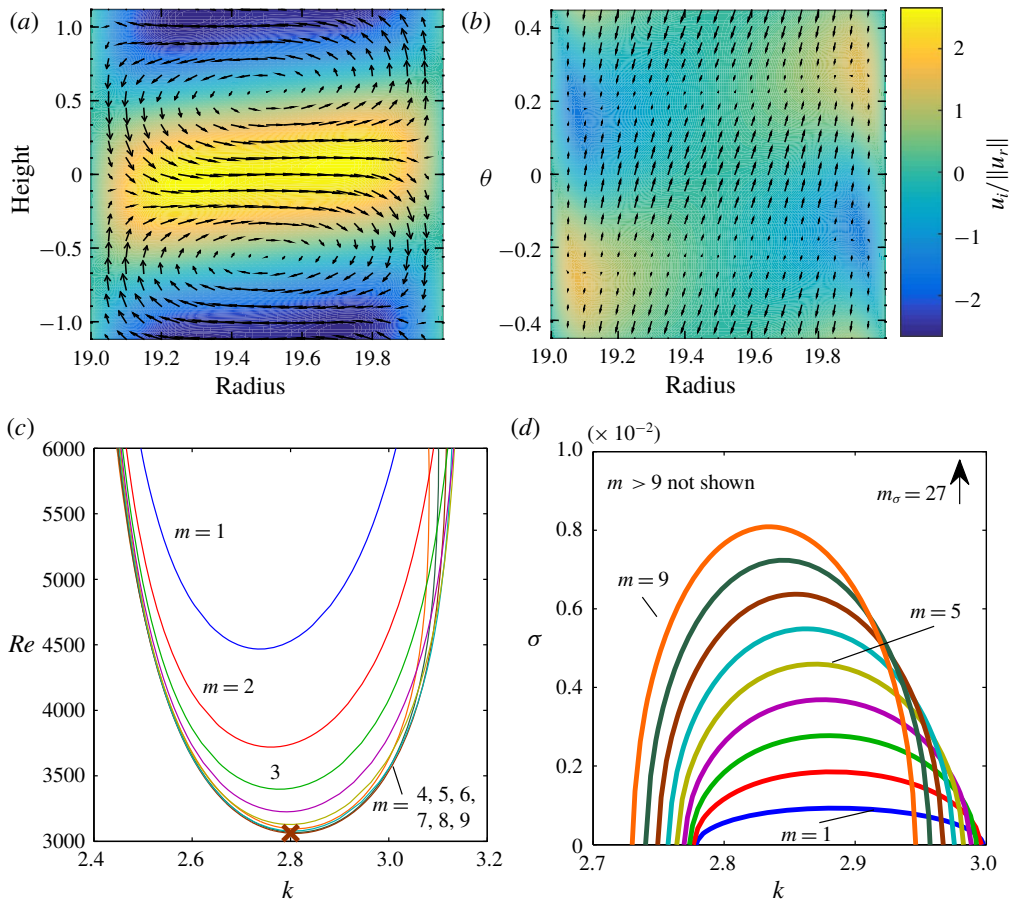 (a)
1.0
0.5
0
−0.5
−1.0
Height
19.0 19.2 19.4 19.6 19.8
Radius
(b)
0.4
0.2
0
−0.2
−0.4
θ
19.0 19.2 19.4 19.6 19.8
Radius
2
1
0
−1
−2
u_i/||u_r||
(c)
6000
5500
5000
4500
4000
3500
3000
Re
m = 1
m = 2
3
m = 4, 5, 6,
7, 8, 9
2.4 2.6 2.8 3.0 3.2
k
(d)
(× 10⁻²)
1.0
0.8
0.6
0.4
0.2
0
σ
m > 9 not shown
m_σ = 27
m = 9
m = 5
m = 1
2.7 2.8 2.9 3.0
k